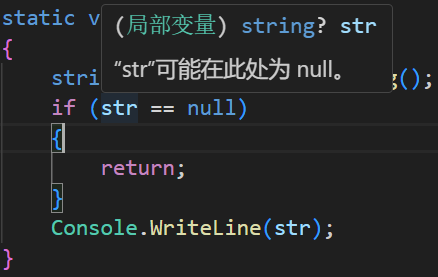 static v
(局部变量) string? str
“str”可能在此处为 null。
{
stri g();
if (str == null)
{
return;
}
Console.WriteLine(str);
}